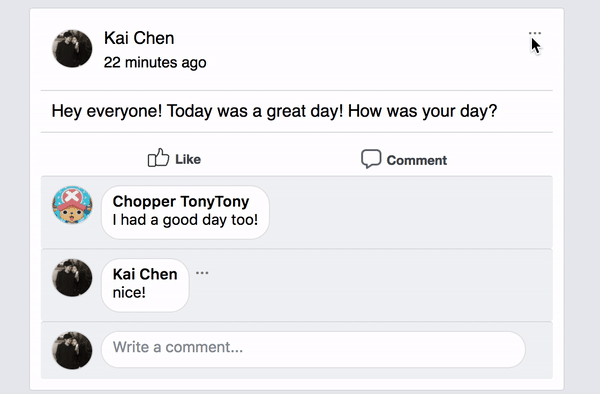 Kai Chen
22 minutes ago
Hey everyone! Today was a great day! How was your day?
Like
Comment
Chopper TonyTony
I had a good day too!
Kai Chen
nice!
Write a comment...